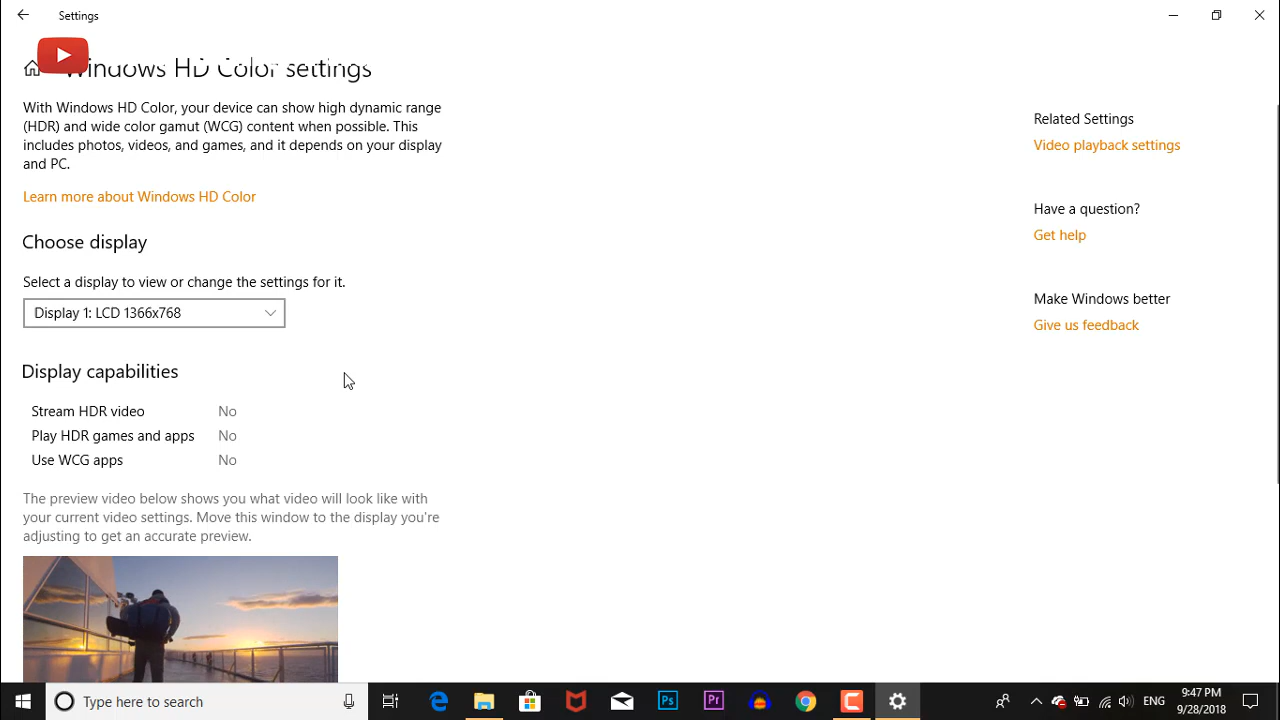 Settings
Windows HD Color settings
With Windows HD Color, your device can show high dynamic range
(HDR) and wide color gamut (WCG) content when possible. This
includes photos, videos, and games, and it depends on your display
and PC.
Learn more about Windows HD Color
Choose display
Select a display to view or change the settings for it.
Display 1: LCD 1366x768
Display capabilities
Stream HDR video No
Play HDR games and apps No
Use WCG apps No
The preview video below shows you what video will look like with
your current video settings. Move this window to the display you're
adjusting to get an accurate preview.
Related Settings
Video playback settings
Have a question?
Get help
Make Windows better
Give us feedback
Type here to search
Ps
Pr
ENG
9:47 PM
9/28/2018